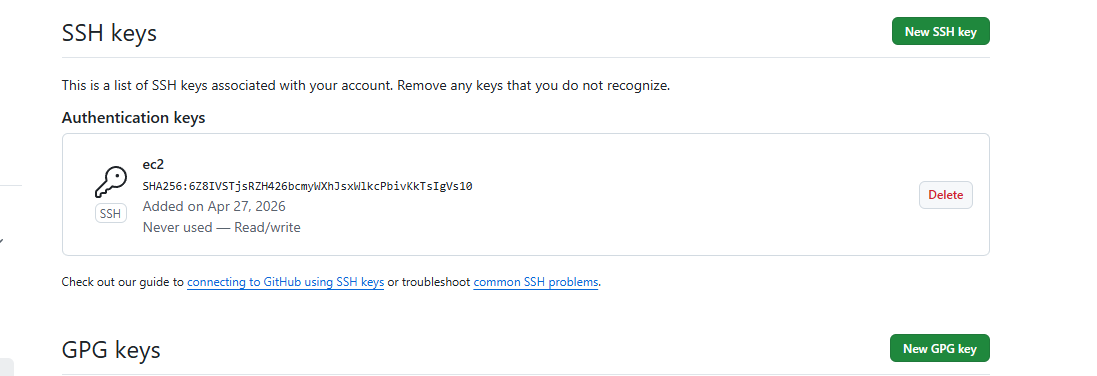 SSH keys
New SSH key
This is a list of SSH keys associated with your account. Remove any keys that you do not recognize.
Authentication keys
ec2
SHA256:6Z8IVSTjsRZH426bcmyWXhJsxWlkcPbivKkTsIgVs10
SSH
Added on Apr 27, 2026
Never used — Read/write
Delete
Check out our guide to connecting to GitHub using SSH keys or troubleshoot common SSH problems.
GPG keys
New GPG key